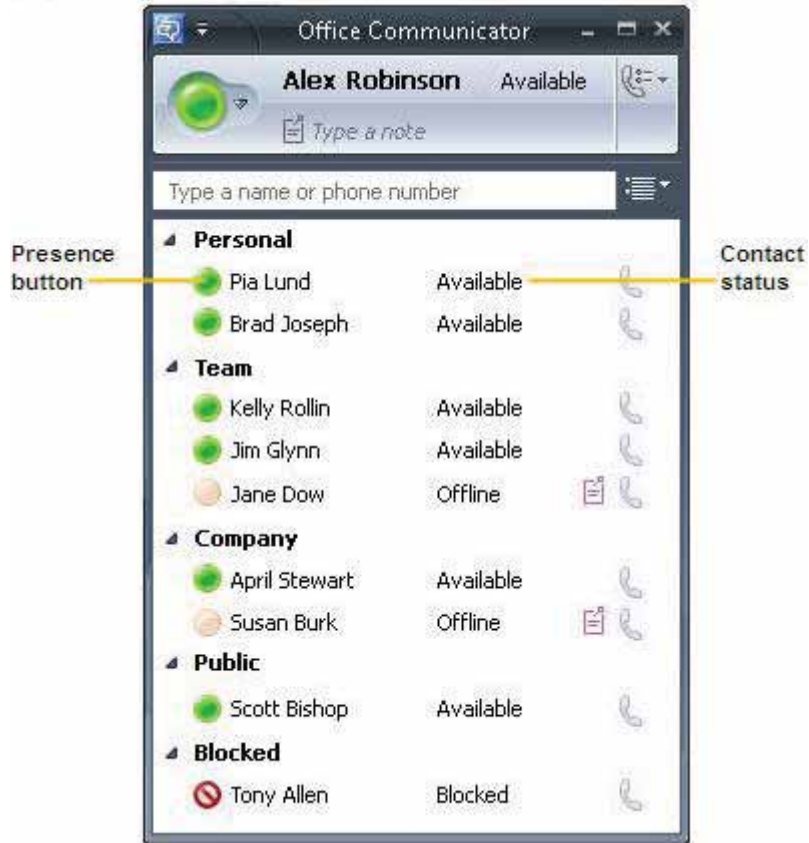 Office Communicator
Alex Robinson Available
Type a note
Type a name or phone number
Personal
Presence button
Pia Lund Available
Contact status
Brad Joseph Available
Team
Kelly Rollin Available
Jim Glynn Available
Jane Dow Offline
Company
April Stewart Available
Susan Burk Offline
Public
Scott Bishop Available
Blocked
Tony Allen Blocked